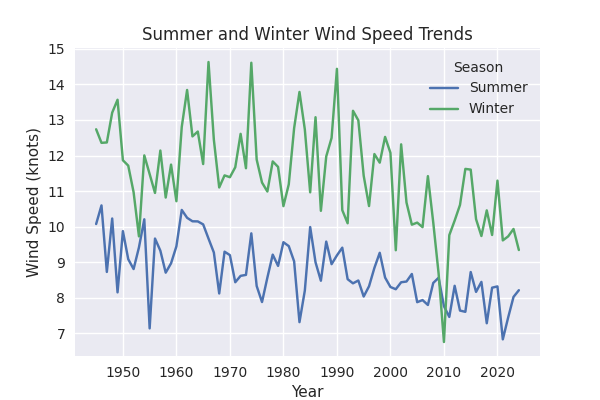 Summer and Winter Wind Speed Trends
Season
Summer
Winter
Wind Speed (knots)
15
14
13
12
11
10
9
8
7
1950 1960 1970 1980 1990 2000 2010 2020
Year